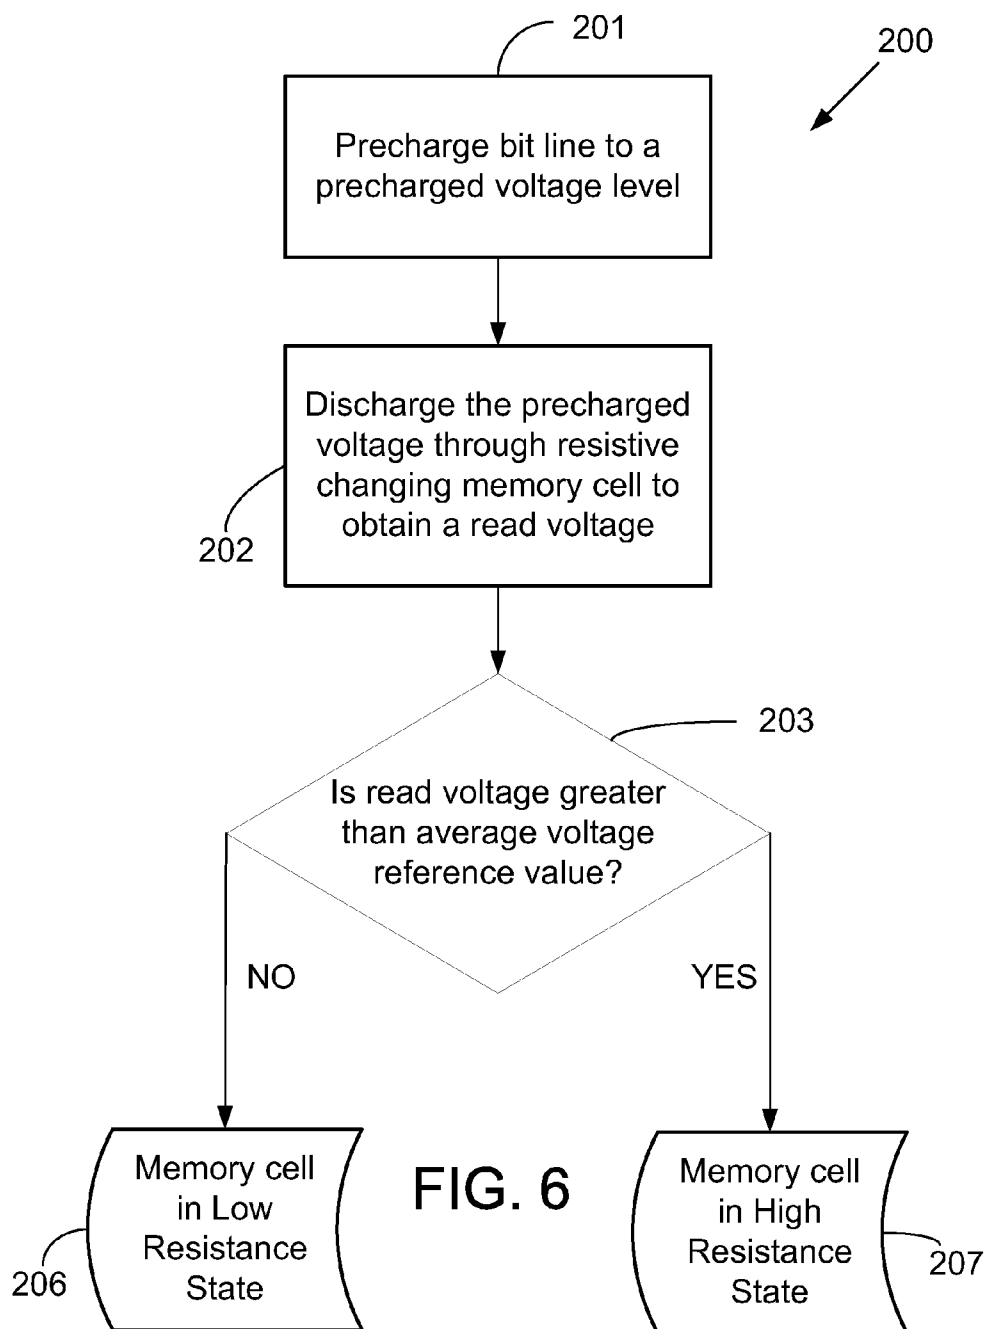 201
200
Precharge bit line to a
precharged voltage level
Discharge the precharged
voltage through resistive
changing memory cell to
obtain a read voltage
202
203
Is read voltage greater
than average voltage
reference value?
NO
YES
Memory cell
in Low
Resistance
State
206
FIG. 6
Memory cell
in High
Resistance
State
207